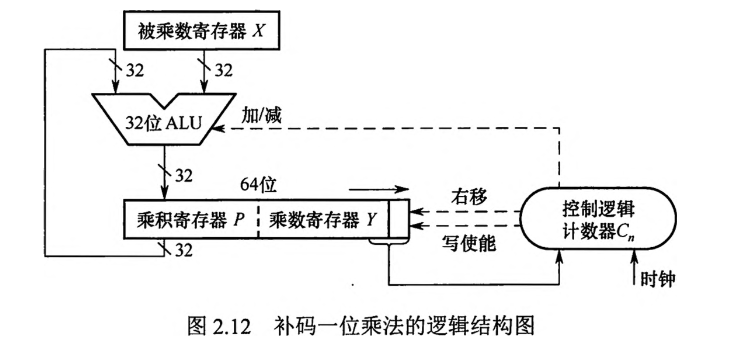 被乘数寄存器 X
32
32
32位 ALU
加/减
32
64位
乘积寄存器 P
乘数寄存器 Y
右移
写使能
控制逻辑
计数器Cn
32
时钟
图 2.12 补码一位乘法的逻辑结构图